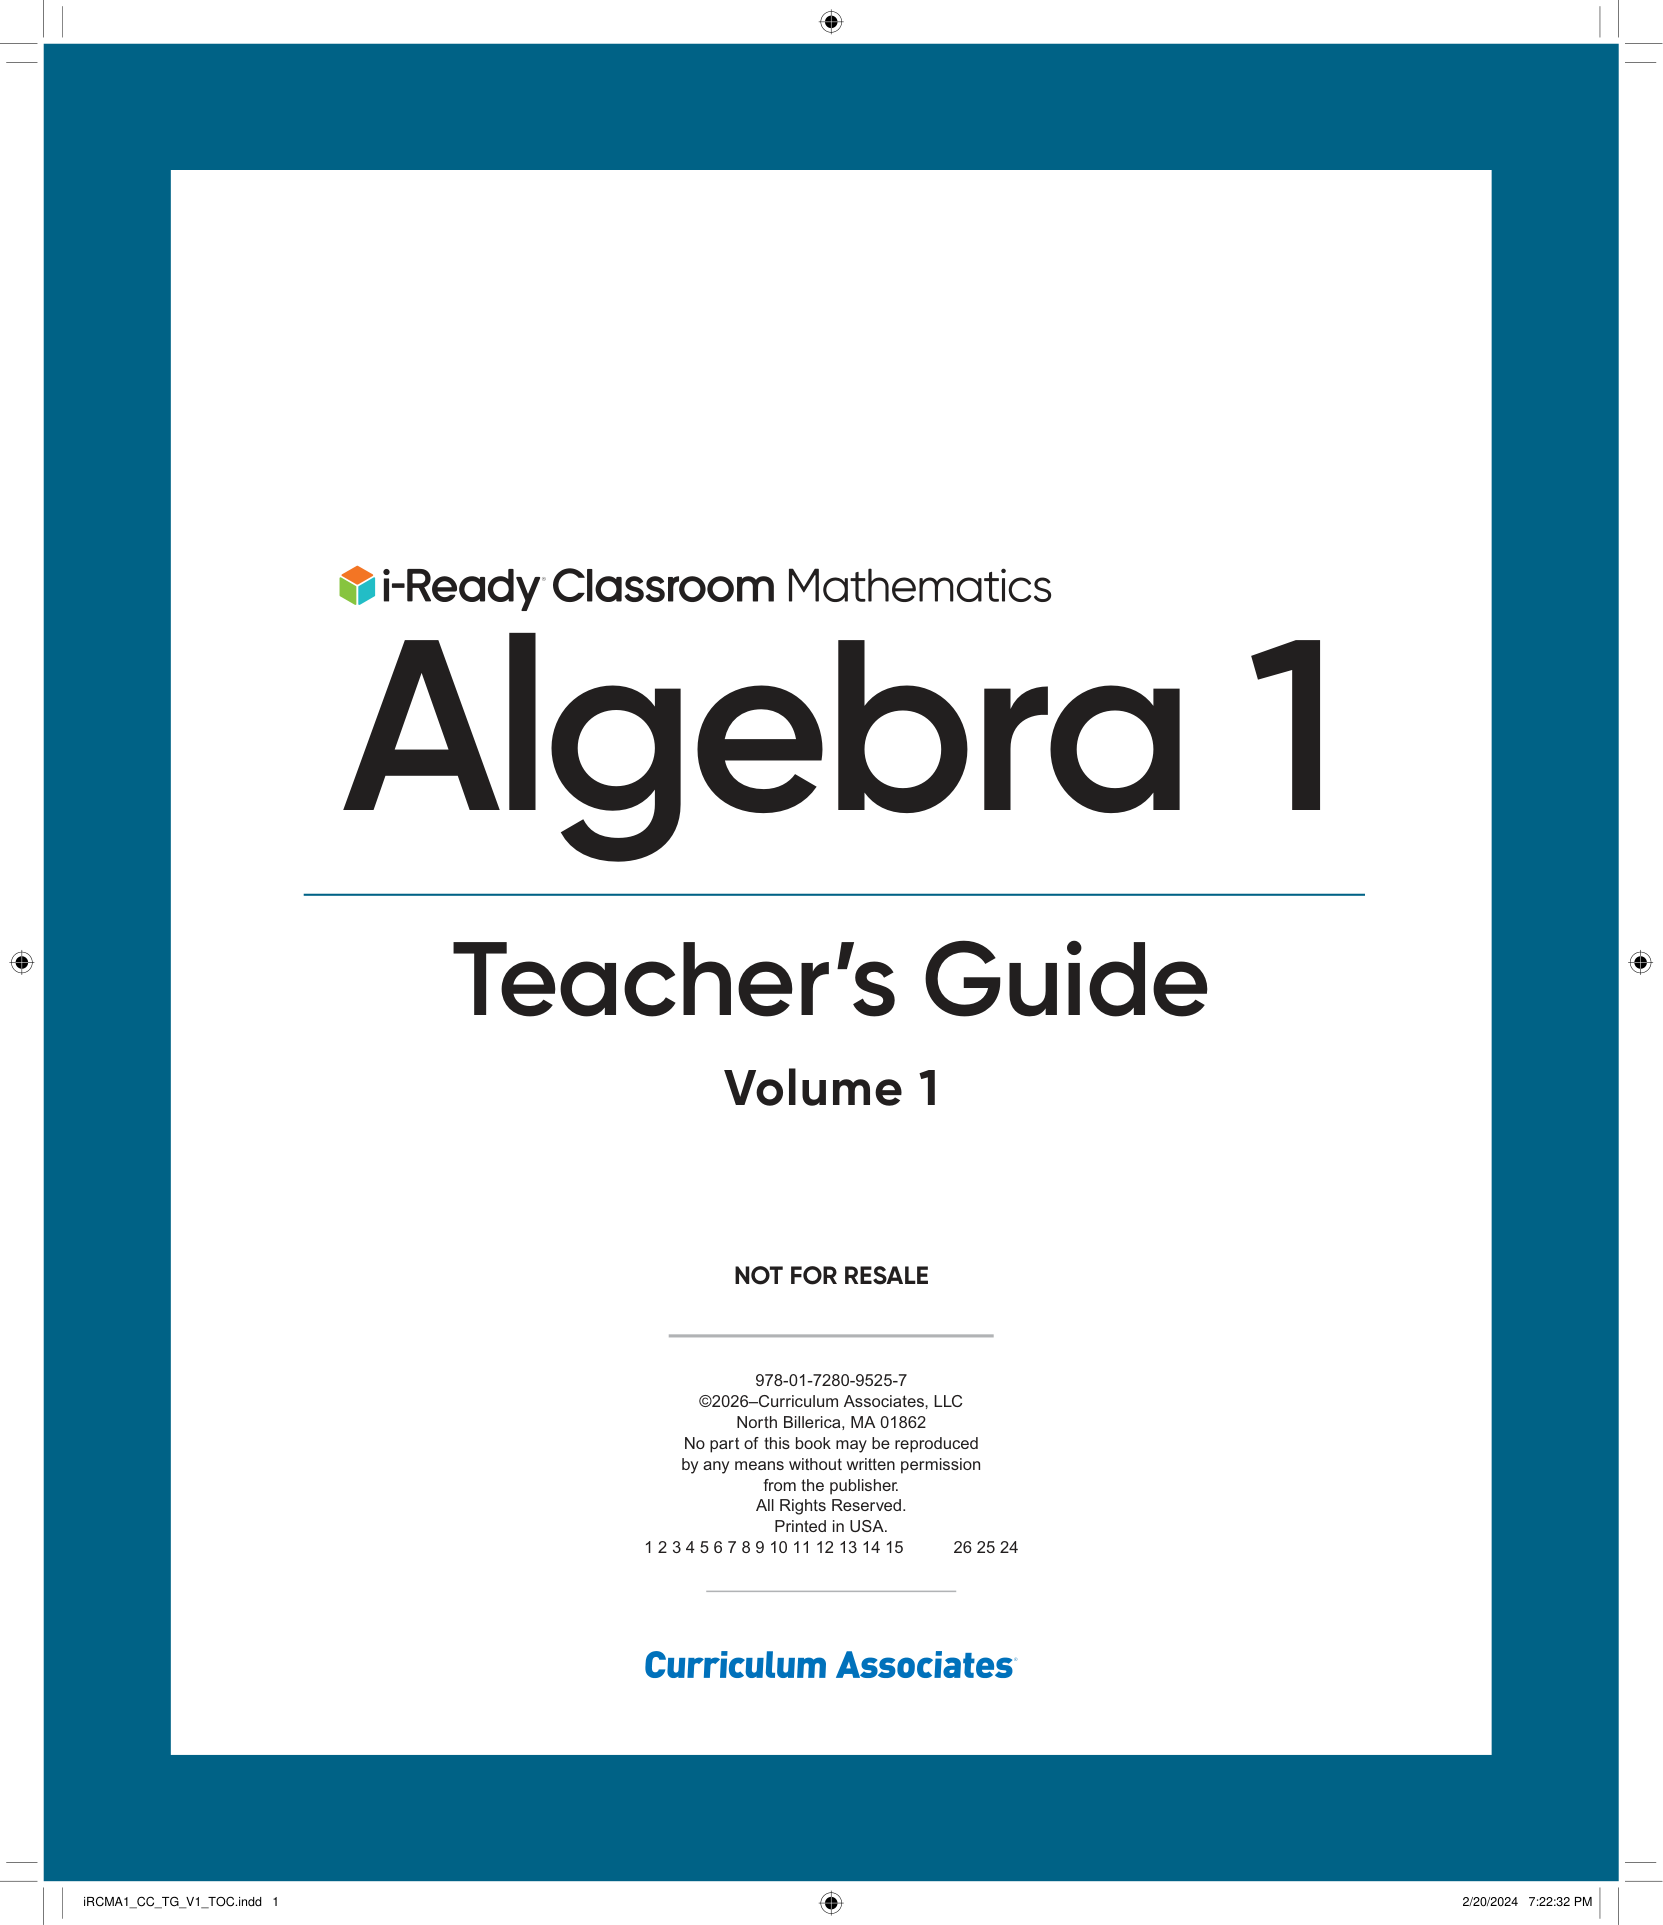 i-Ready Classroom Mathematics
Algebra 1
Teacher’s Guide
Volume 1
NOT FOR RESALE
978-01-7280-9525-7
©2026–Curriculum Associates, LLC
North Billerica, MA 01862
No part of this book may be reproduced
by any means without written permission
from the publisher.
All Rights Reserved.
Printed in USA.
1 2 3 4 5 6 7 8 9 10 11 12 13 14 15 26 25 24
Curriculum Associates
iRCMA1_CC_TG_V1_TOC.indd 1 2/20/2024 7:22:32 PM